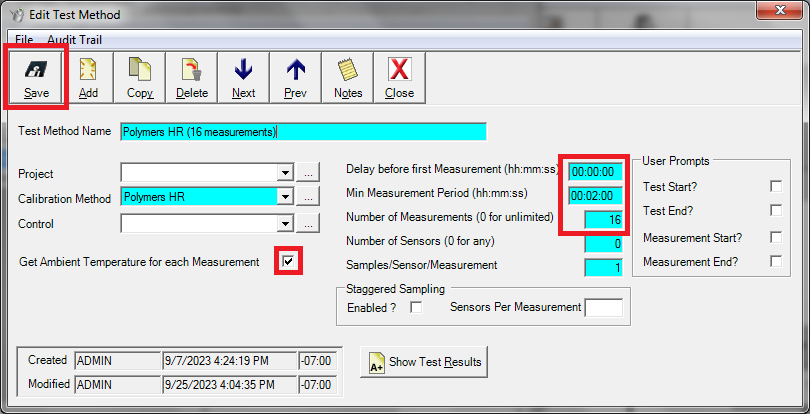 Edit Test Method
File Audit Trail
Save Add Copy Delete Next Prev Notes Close
Test Method Name Polymers HR (16 measurements)
Project ...
Calibration Method Polymers HR ...
Control ...
Get Ambient Temperature for each Measurement
Delay before first Measurement (hh:mm:ss) 00:00:00
Min Measurement Period (hh:mm:ss) 00:02:00
Number of Measurements (0 for unlimited) 16
Number of Sensors (0 for any) 0
Samples/Sensor/Measurement 1
User Prompts
Test Start?
Test End?
Measurement Start?
Measurement End?
Staggered Sampling
Enabled ? Sensors Per Measurement
Created ADMIN 9/7/2023 4:24:19 PM -07:00
Modified ADMIN 9/25/2023 4:04:35 PM -07:00
A+ Show Test Results